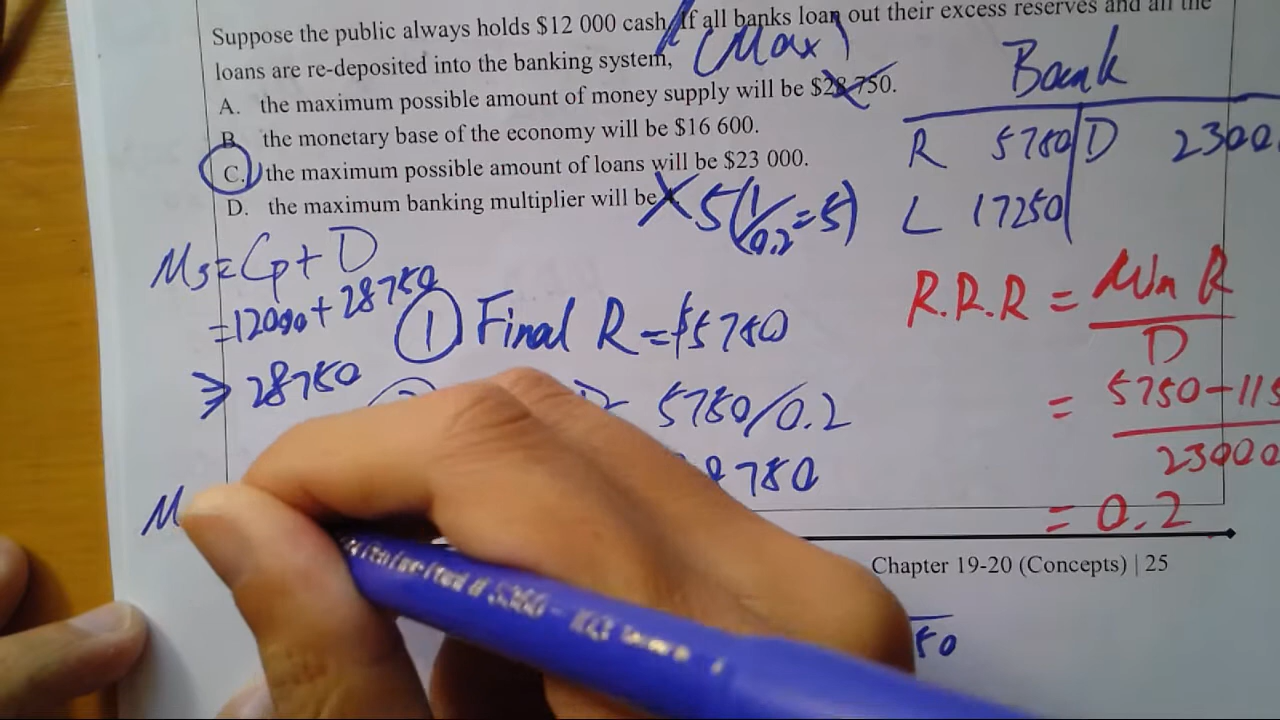 Suppose the public always holds $12 000 cash. If all banks loan out their excess reserves and all the
loans are re-deposited into the banking system,
(Max)
A. the maximum possible amount of money supply will be $28 750.
B. the monetary base of the economy will be $16 600.
C. the maximum possible amount of loans will be $23 000.
D. the maximum banking multiplier will be
5 (1/0.2 = 5)
Bank
R 5750 D 2300
L 17250
Ms = Cp + D
= 12000 + 28750
≥ 28750
① Final R = $5750
5750/0.2
8750
R.R.R = Min R / D
= 5750-115 / 23000
= 0.2
M
Chapter 19-20 (Concepts) | 25
50